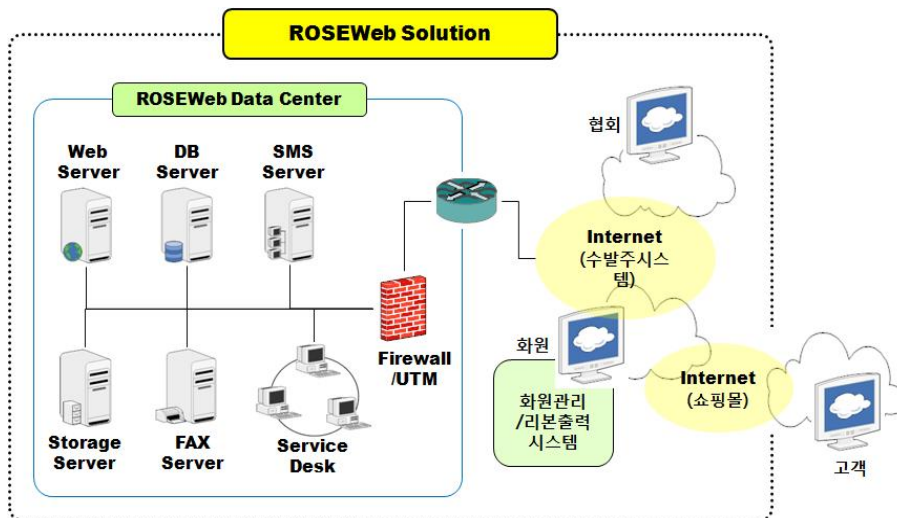 ROSEWeb Solution
ROSEWeb Data Center
Web
Server
DB
Server
SMS
Server
Storage
Server
FAX
Server
Service
Desk
Firewall
/UTM
협회
Internet
(수발주시스
템)
화원
화원관리
/리본출력
시스템
Internet
(쇼핑몰)
고객